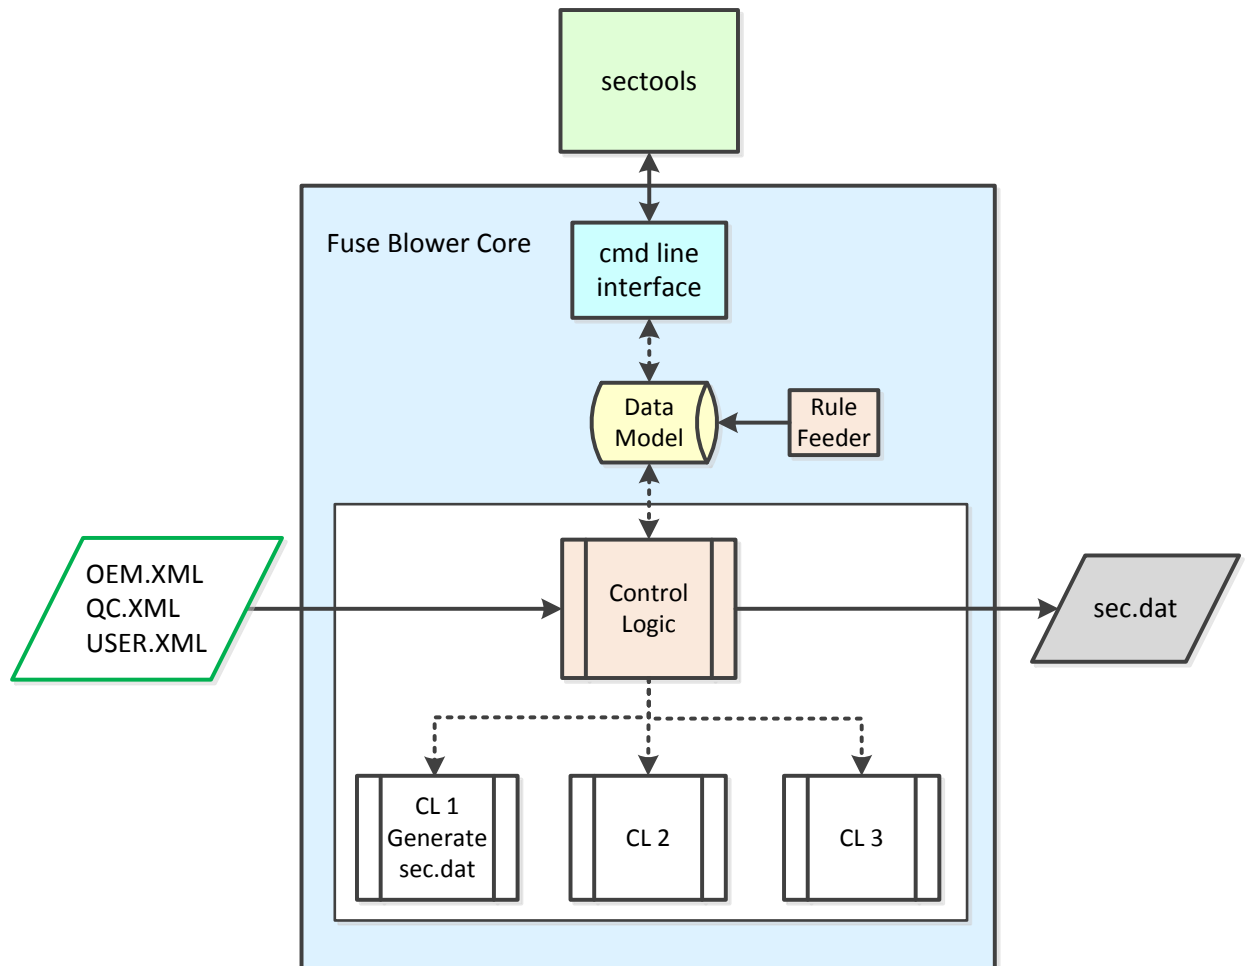 sectools
Fuse Blower Core
cmd line
interface
Data
Model
Rule
Feeder
OEM.XML
QC.XML
USER.XML
Control
Logic
sec.dat
CL 1
Generate
sec.dat
CL 2
CL 3